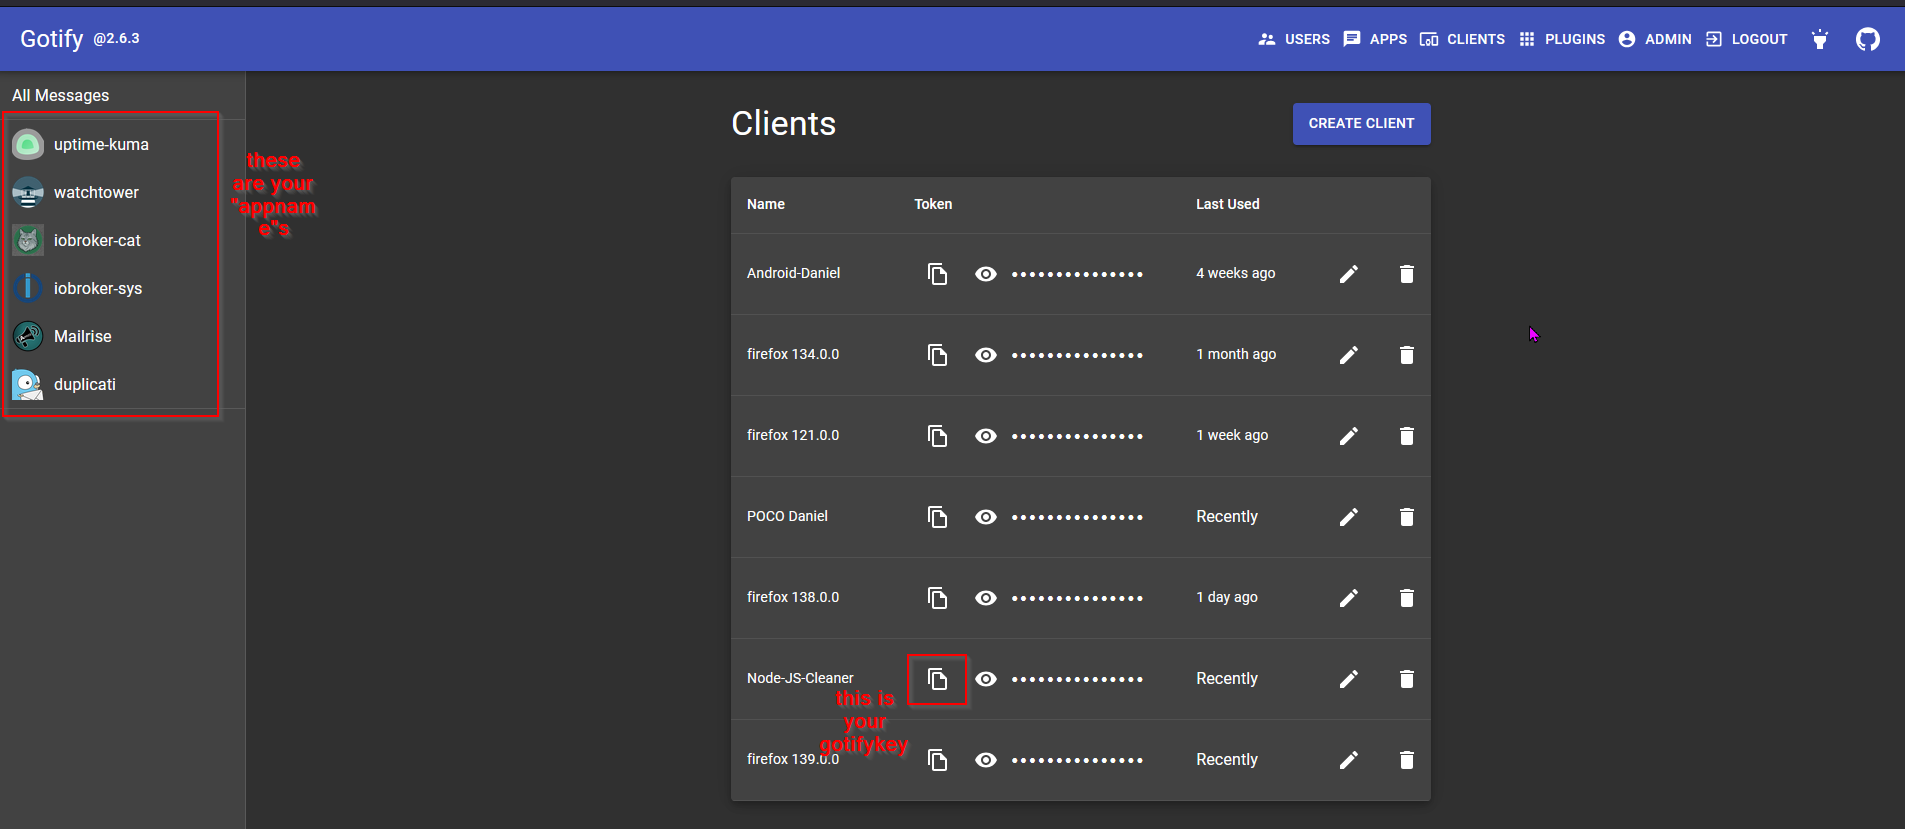 Gotify @2.6.3
USERS APPS CLIENTS PLUGINS ADMIN LOGOUT
All Messages
uptime-kuma
watchtower
iobroker-cat
iobroker-sys
Mailrise
duplicati
these
are your
"appnam
e"s
Clients
CREATE CLIENT
Name Token Last Used
Android-Daniel ••••••••••••••• 4 weeks ago
firefox 134.0.0 ••••••••••••••• 1 month ago
firefox 121.0.0 ••••••••••••••• 1 week ago
POCO Daniel ••••••••••••••• Recently
firefox 138.0.0 ••••••••••••••• 1 day ago
Node-JS-Cleaner ••••••••••••••• Recently
this is
your
gotifykey
firefox 139.0.0 ••••••••••••••• Recently